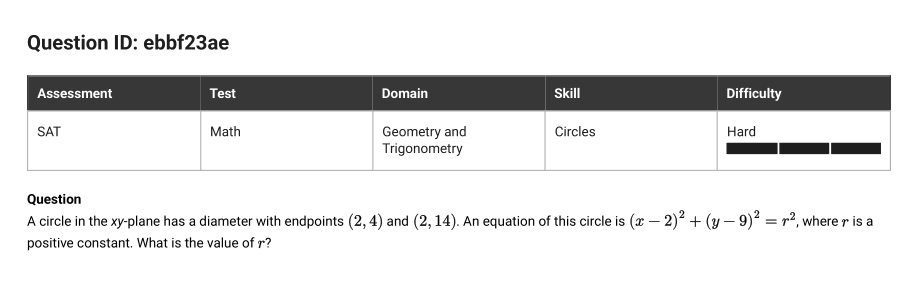 Question ID: ebbf23ae
Assessment Test Domain Skill Difficulty
SAT Math Geometry and Trigonometry Circles Hard
Question
A circle in the xy-plane has a diameter with endpoints (2, 4) and (2, 14). An equation of this circle is (x − 2)² + (y − 9)² = r², where r is a
positive constant. What is the value of r?